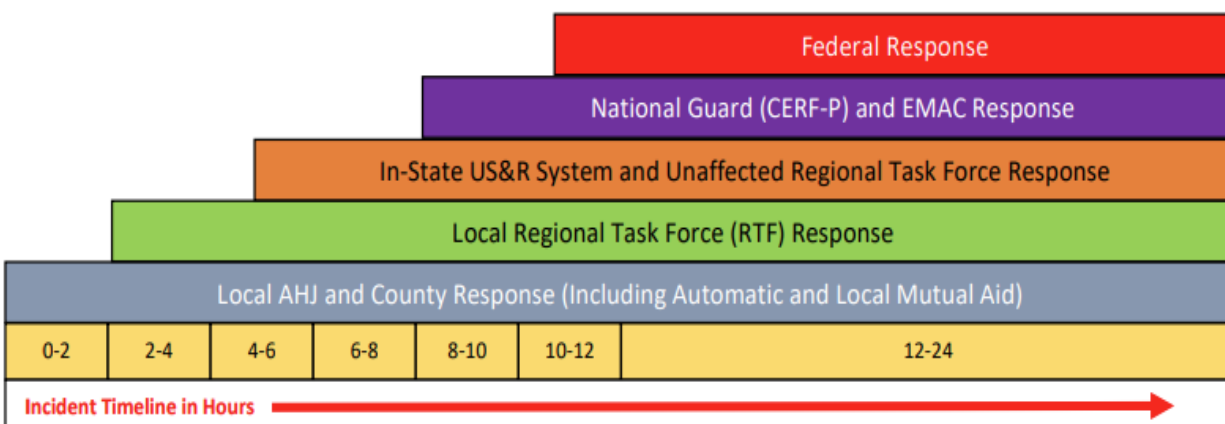 Federal Response
National Guard (CERF-P) and EMAC Response
In-State US&R System and Unaffected Regional Task Force Response
Local Regional Task Force (RTF) Response
Local AHJ and County Response (Including Automatic and Local Mutual Aid)
0-2 2-4 4-6 6-8 8-10 10-12 12-24
Incident Timeline in Hours